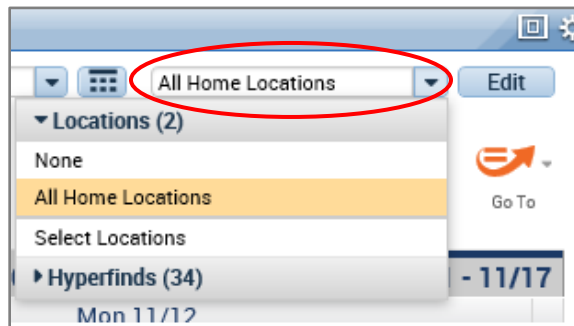 All Home Locations Edit
Locations (2)
None
All Home Locations
Go To
Select Locations
Hyperfinds (34) - 11/17
Mon 11/12